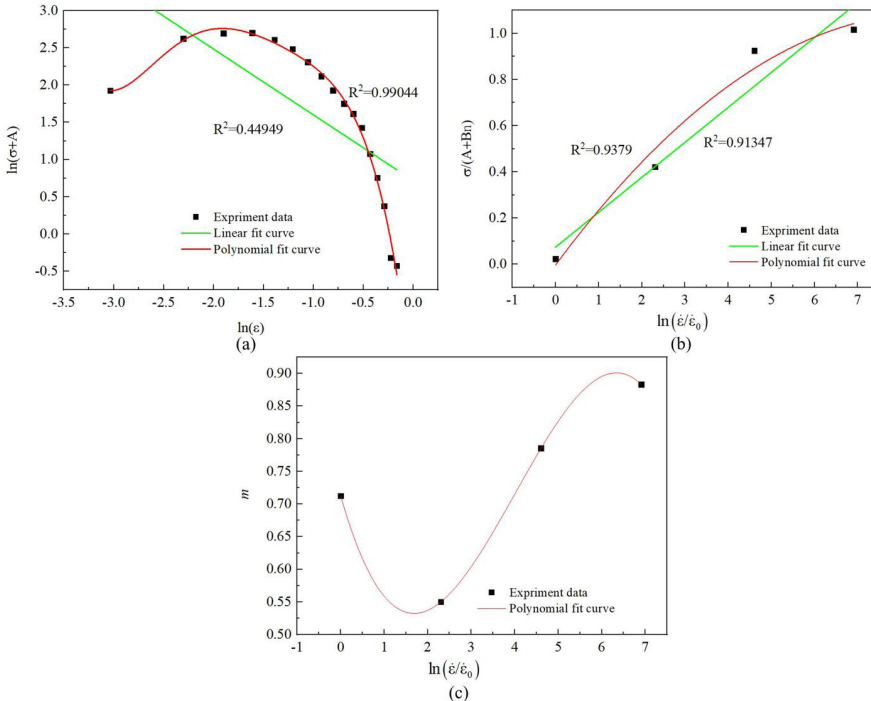 3.0
2.5
2.0
1.5
1.0
0.5
0.0
-0.5
ln(σ+A)
R²=0.99044
R²=0.44949
Expriment data
Linear fit curve
Polynomial fit curve
-3.5 -3.0 -2.5 -2.0 -1.5 -1.0 -0.5 0.0
ln(ε)
(a)
1.0
0.8
0.6
0.4
0.2
0.0
σ/(A+Bn)
R²=0.9379
R²=0.91347
Expriment data
Linear fit curve
Polynomial fit curve
-1 0 1 2 3 4 5 6 7
ln(ε̇/ε̇₀)
(b)
0.90
0.85
0.80
0.75
0.70
0.65
0.60
0.55
0.50
m
Expriment data
Polynomial fit curve
-1 0 1 2 3 4 5 6 7
ln(ε̇/ε̇₀)
(c)